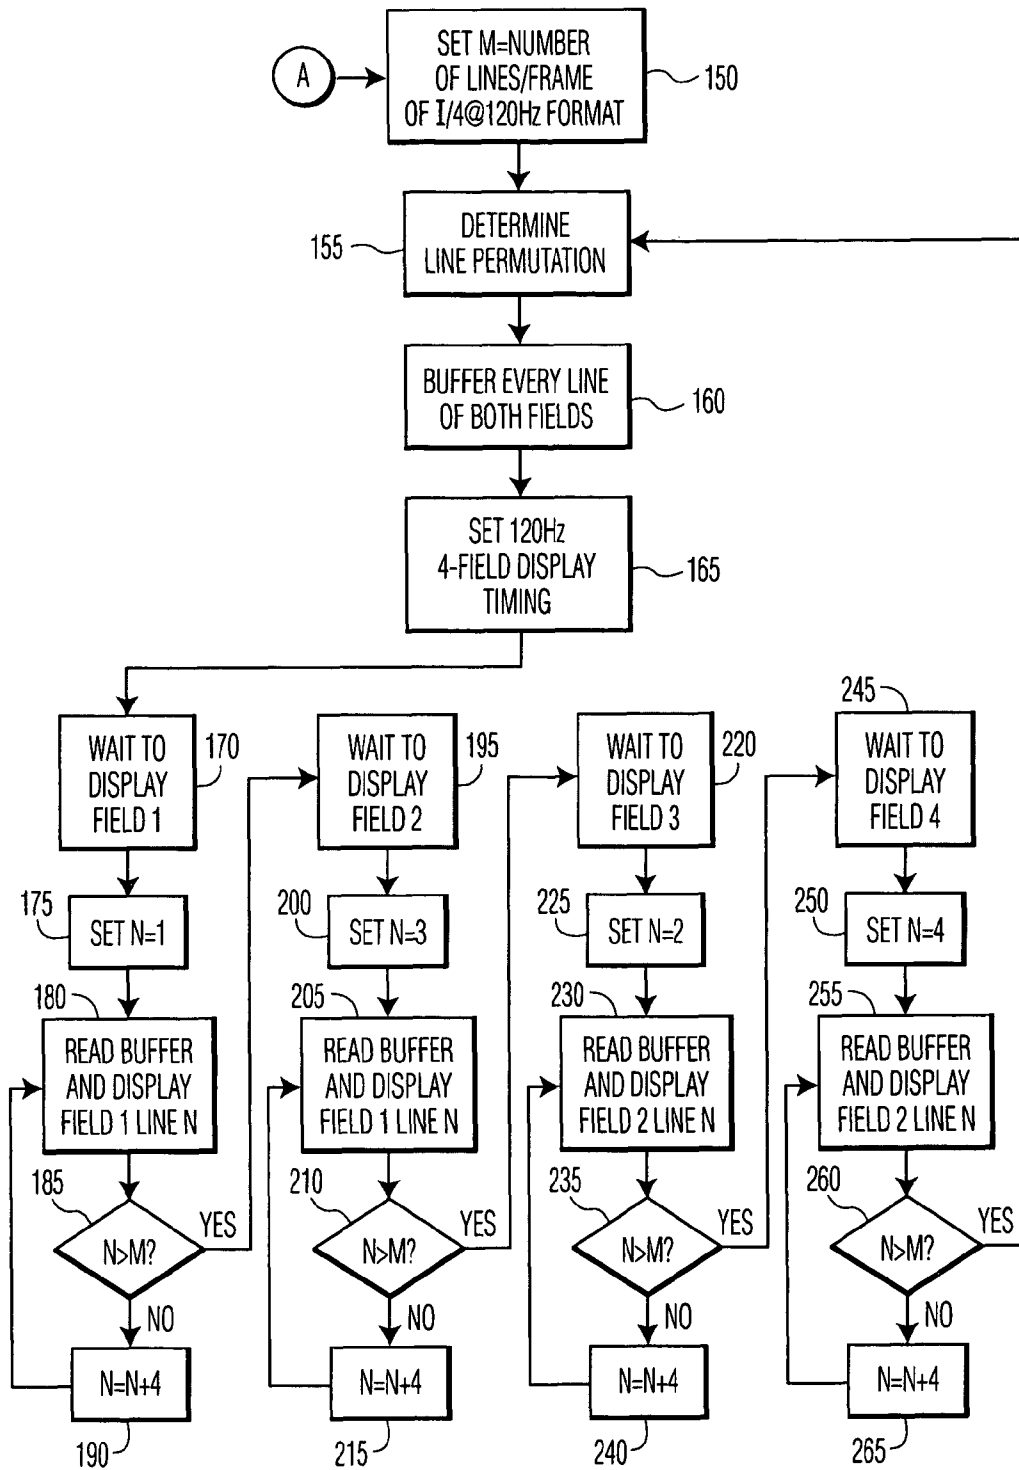 A
SET M=NUMBER
OF LINES/FRAME
OF I/4@120Hz FORMAT
150
DETERMINE
LINE PERMUTATION
155
BUFFER EVERY LINE
OF BOTH FIELDS
160
SET 120Hz
4-FIELD DISPLAY
TIMING
165
WAIT TO
DISPLAY
FIELD 1
170
175
SET N=1
180
READ BUFFER
AND DISPLAY
FIELD 1 LINE N
185
N>M?
YES
NO
N=N+4
190
WAIT TO
DISPLAY
FIELD 2
195
200
SET N=3
205
READ BUFFER
AND DISPLAY
FIELD 1 LINE N
210
N>M?
YES
NO
N=N+4
215
WAIT TO
DISPLAY
FIELD 3
220
225
SET N=2
230
READ BUFFER
AND DISPLAY
FIELD 2 LINE N
235
N>M?
YES
NO
N=N+4
240
245
WAIT TO
DISPLAY
FIELD 4
250
SET N=4
255
READ BUFFER
AND DISPLAY
FIELD 2 LINE N
260
N>M?
YES
NO
N=N+4
265